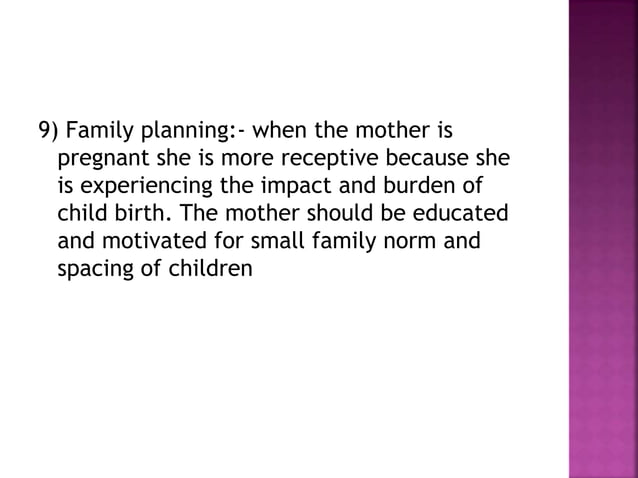 9) Family planning:- when the mother is
pregnant she is more receptive because she
is experiencing the impact and burden of
child birth. The mother should be educated
and motivated for small family norm and
spacing of children